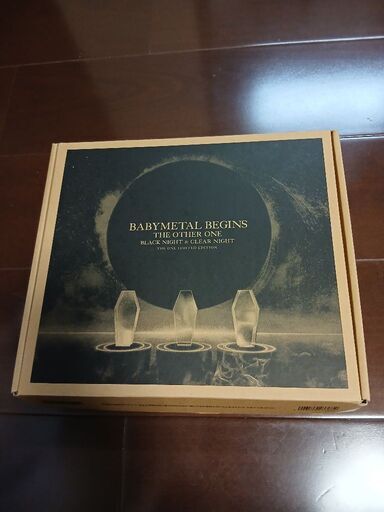 BABYMETAL BEGINS
THE OTHER ONE
BLACK NIGHT & CLEAR NIGHT
THE ONE LIMITED EDITION